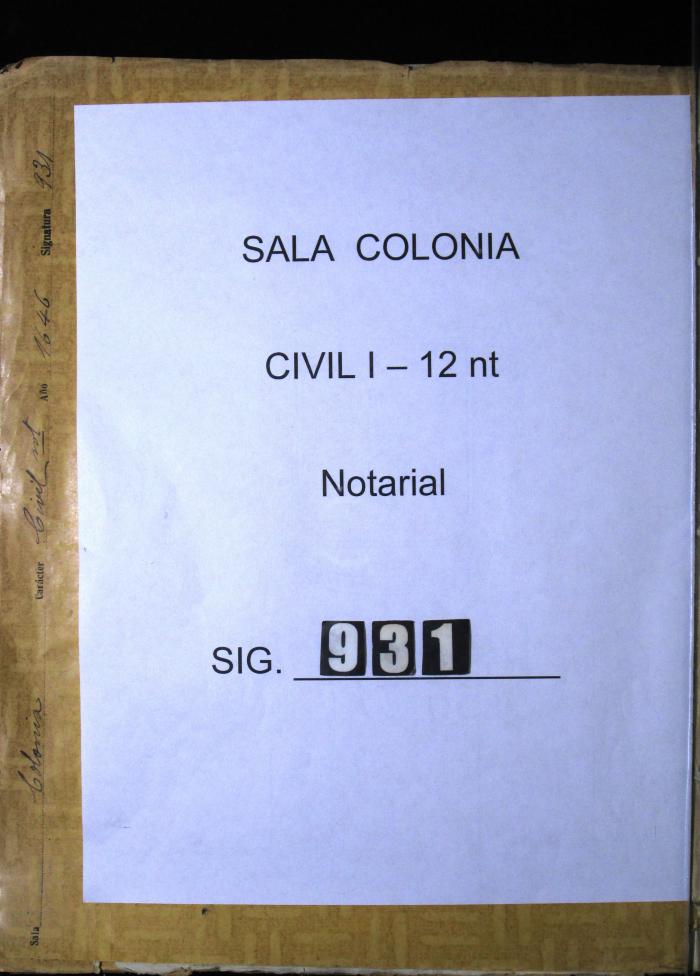 SALA COLONIA
CIVIL I – 12 nt
Notarial
SIG. 931
Sala Colonia Carácter Civil nt Año 1646 Signatura 931